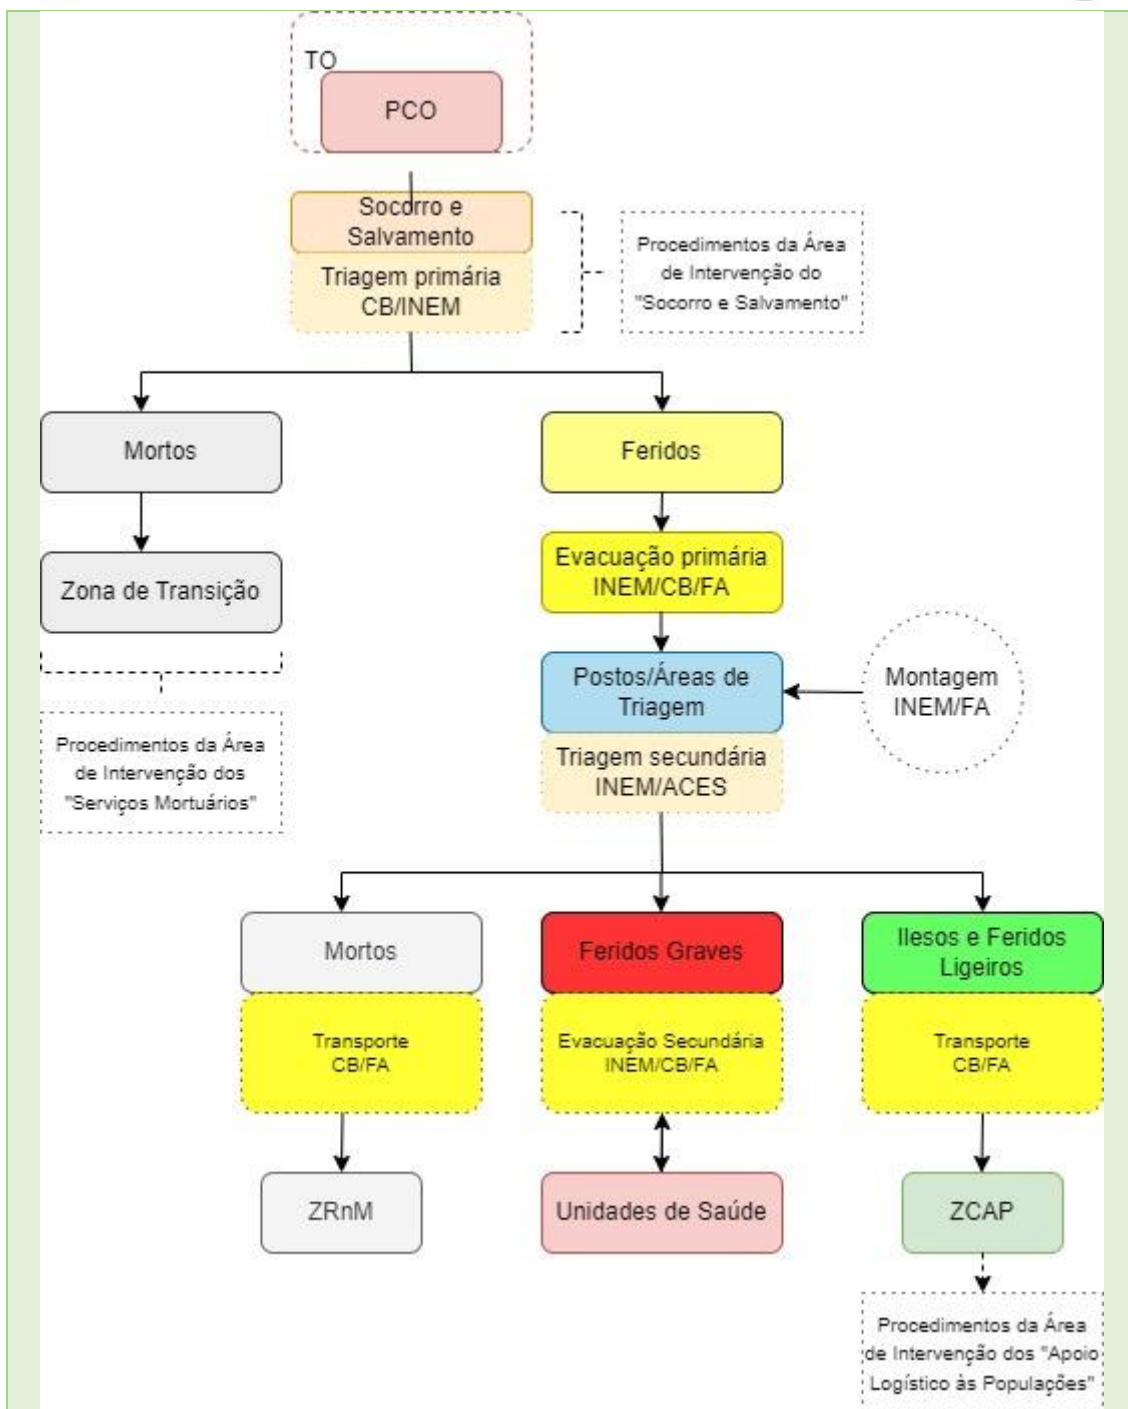 TO
PCO
Socorro e
Salvamento
Triagem primária
CB/INEM
Procedimentos da Área
de Intervenção do
"Socorro e Salvamento"
Mortos
Feridos
Evacuação primária
INEM/CB/FA
Zona de Transição
Postos/Áreas de
Triagem
Montagem
INEM/FA
Triagem secundária
INEM/ACES
Procedimentos da Área
de Intervenção dos
"Serviços Mortuários"
Mortos
Feridos Graves
Ilesos e Feridos
Ligeiros
Transporte
CB/FA
Evacuação Secundária
INEM/CB/FA
Transporte
CB/FA
ZRnM
Unidades de Saúde
ZCAP
Procedimentos da Área
de Intervenção dos "Apoio
Logístico às Populações"